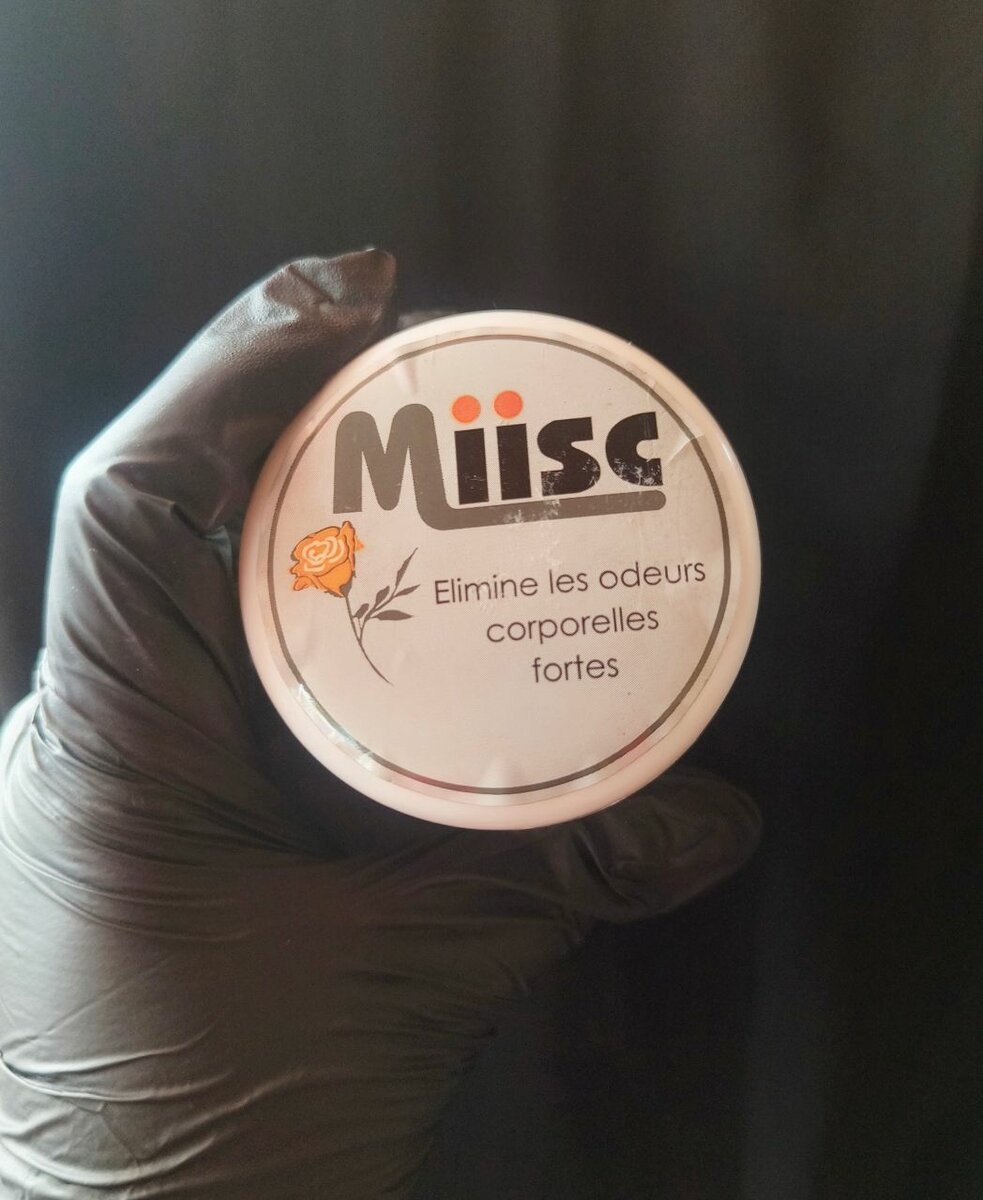 Miisc
Elimine les odeurs
corporelles
fortes